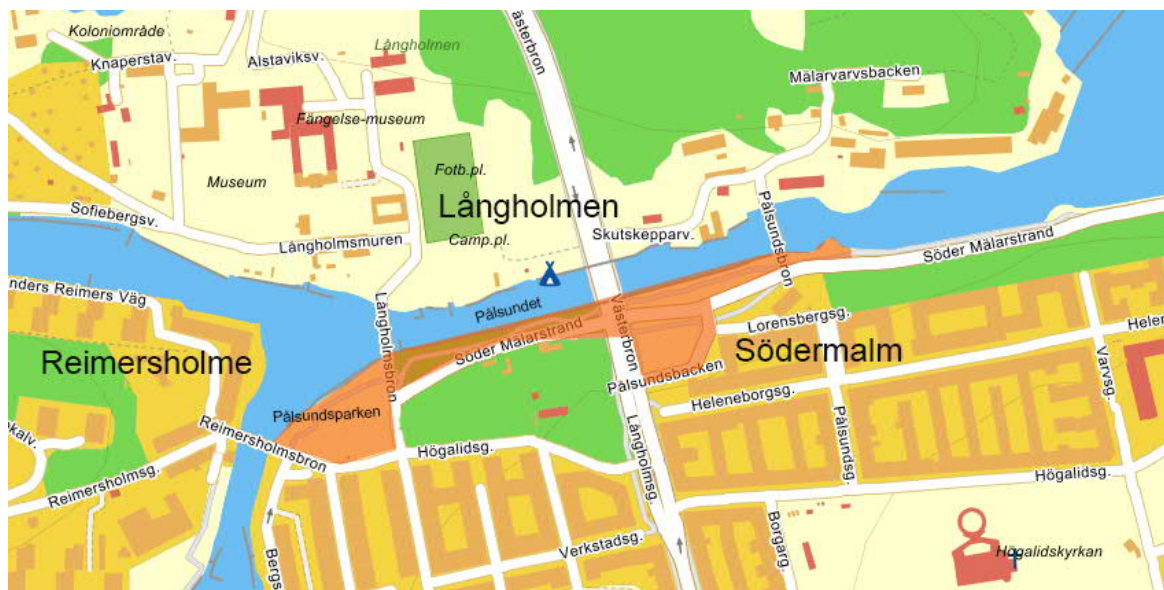 Koloniområde
Knaperstav.
Alstaviksv.
Långholmen
Västerbron
Mälarvarvsbacken
Fängelse-museum
Museum
Fotb.pl.
Långholmen
Camp.pl.
Sofiebergsv.
Långholmsmuren
Skutskepparv.
Pålsundsbron
Söder Mälarstrand
nders Reimers Väg
Långholmsbron
Pålsundet
Söder Mälarstrand
Västerbron
Lorensbergsg.
Helen
Reimersholme
Södermalm
Pålsundsbacken
Heleneborgsg.
Varvsg.
Pålsundsparken
Reimersholmsbron
ekalv.
Reimersholmsg.
Högalidsg.
Långholmsg.
Pålsundsg.
Högalidsg.
Verkstadsg.
Borgarg.
Bergs
Högalidskyrkan